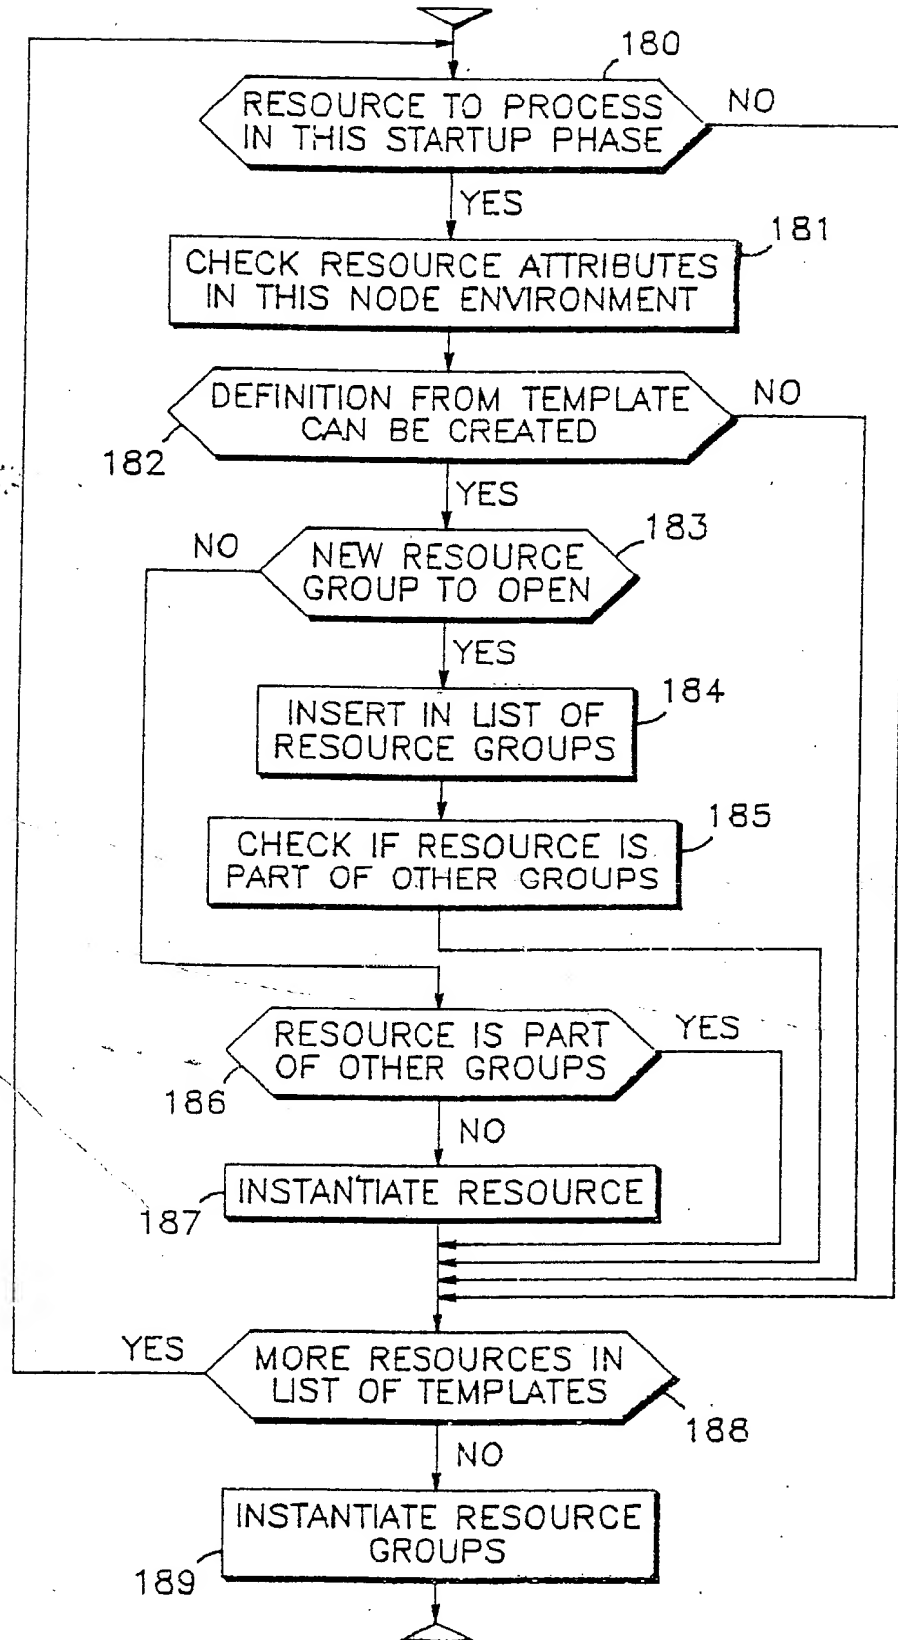 180
RESOURCE TO PROCESS
IN THIS STARTUP PHASE
NO
YES
181
CHECK RESOURCE ATTRIBUTES
IN THIS NODE ENVIRONMENT
DEFINITION FROM TEMPLATE
CAN BE CREATED
NO
182
YES
183
NO
NEW RESOURCE
GROUP TO OPEN
YES
184
INSERT IN LIST OF
RESOURCE GROUPS
185
CHECK IF RESOURCE IS
PART OF OTHER GROUPS
RESOURCE IS PART
OF OTHER GROUPS
YES
186
NO
INSTANTIATE RESOURCE
187
YES
MORE RESOURCES IN
LIST OF TEMPLATES
188
NO
INSTANTIATE RESOURCE
GROUPS
189